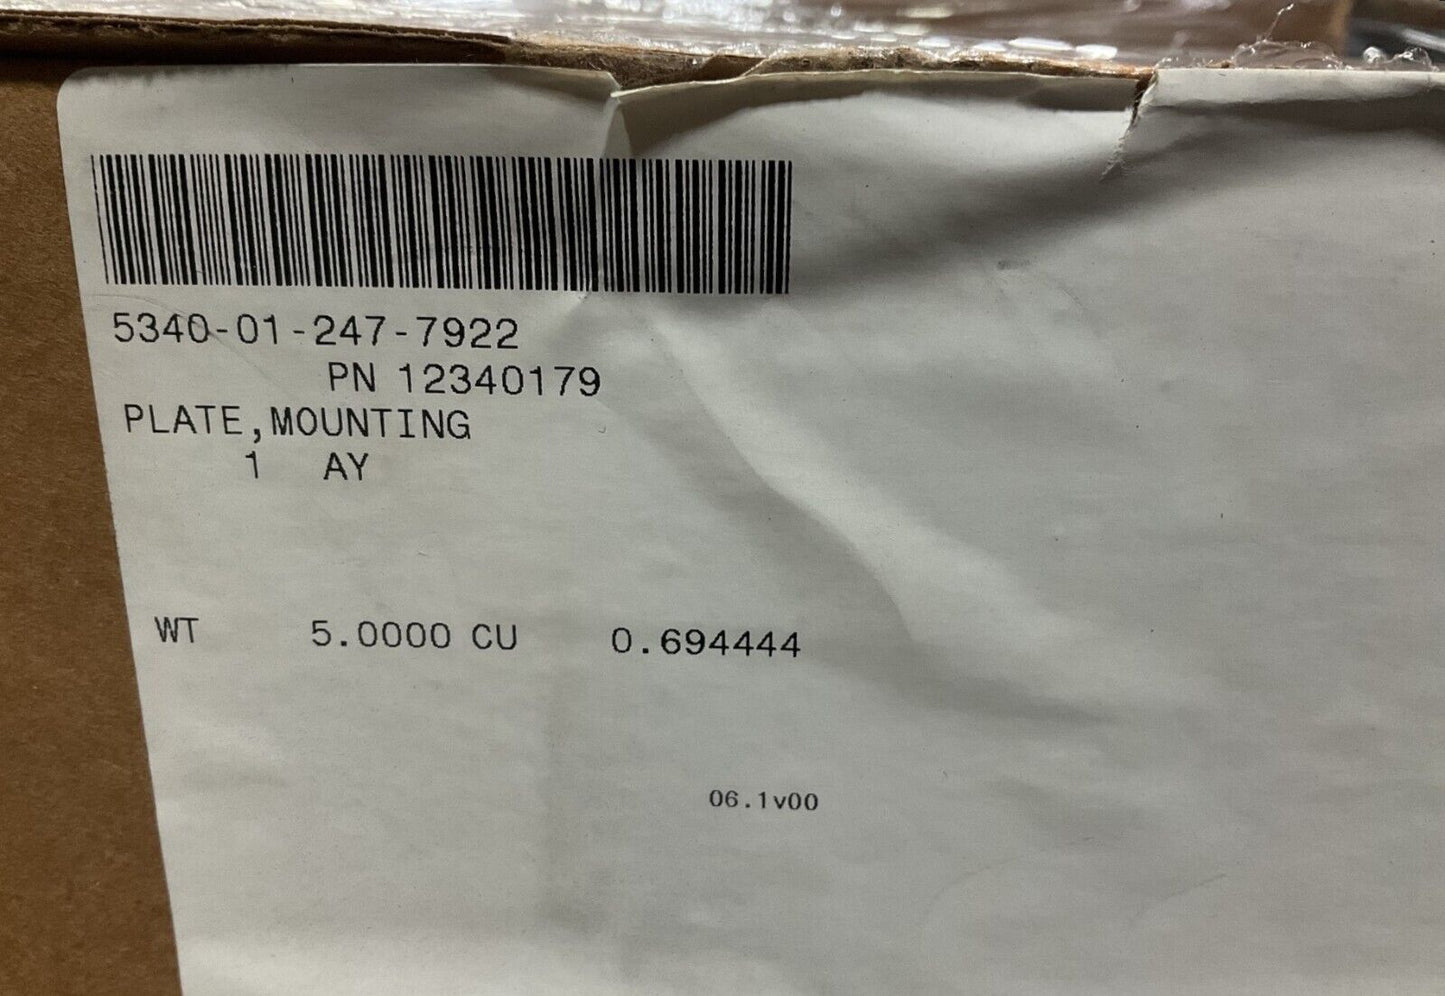 5340-01-247-7922
PN 12340179
PLATE,MOUNTING
1 AY
WT 5.0000 CU 0.694444
06.1v00